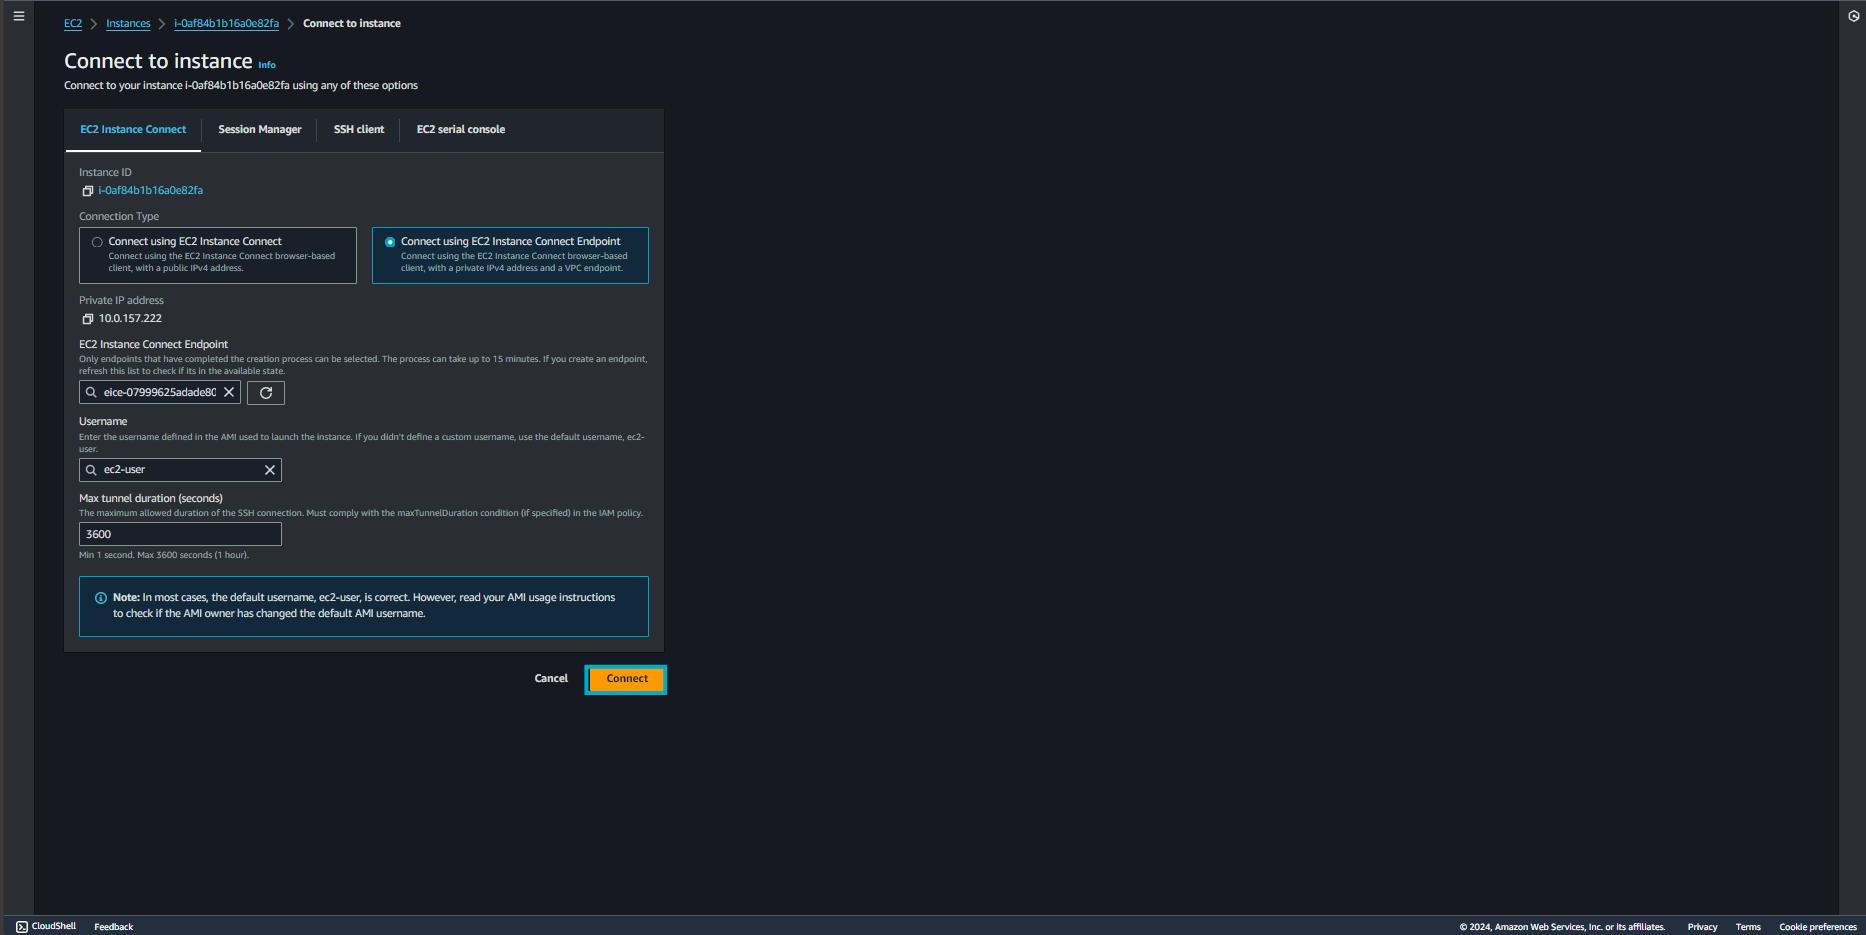 EC2 Instances i-0af84b1b16a0e82fa Connect to instance
Connect to instance Info
Connect to your instance i-0af84b1b16a0e82fa using any of these options
EC2 Instance Connect Session Manager SSH client EC2 serial console
Instance ID
i-0af84b1b16a0e82fa
Connection Type
Connect using EC2 Instance Connect
Connect using the EC2 Instance Connect browser-based
client, with a public IPv4 address.
Connect using EC2 Instance Connect Endpoint
Connect using the EC2 Instance Connect browser-based
client, with a private IPv4 address and a VPC endpoint.
Private IP address
10.0.157.222
EC2 Instance Connect Endpoint
Only endpoints that have completed the creation process can be selected. The process can take up to 15 minutes. If you create an endpoint,
refresh this list to check if its in the available state.
eice-07999625adade80
Username
Enter the username defined in the AMI used to launch the instance. If you didn't define a custom username, use the default username, ec2-
user.
ec2-user
Max tunnel duration (seconds)
The maximum allowed duration of the SSH connection. Must comply with the maxTunnelDuration condition (if specified) in the IAM policy.
3600
Min 1 second. Max 3600 seconds (1 hour).
Note: In most cases, the default username, ec2-user, is correct. However, read your AMI usage instructions
to check if the AMI owner has changed the default AMI username.
Cancel Connect
CloudShell Feedback © 2024, Amazon Web Services, Inc. or its affiliates. Privacy Terms Cookie preferences